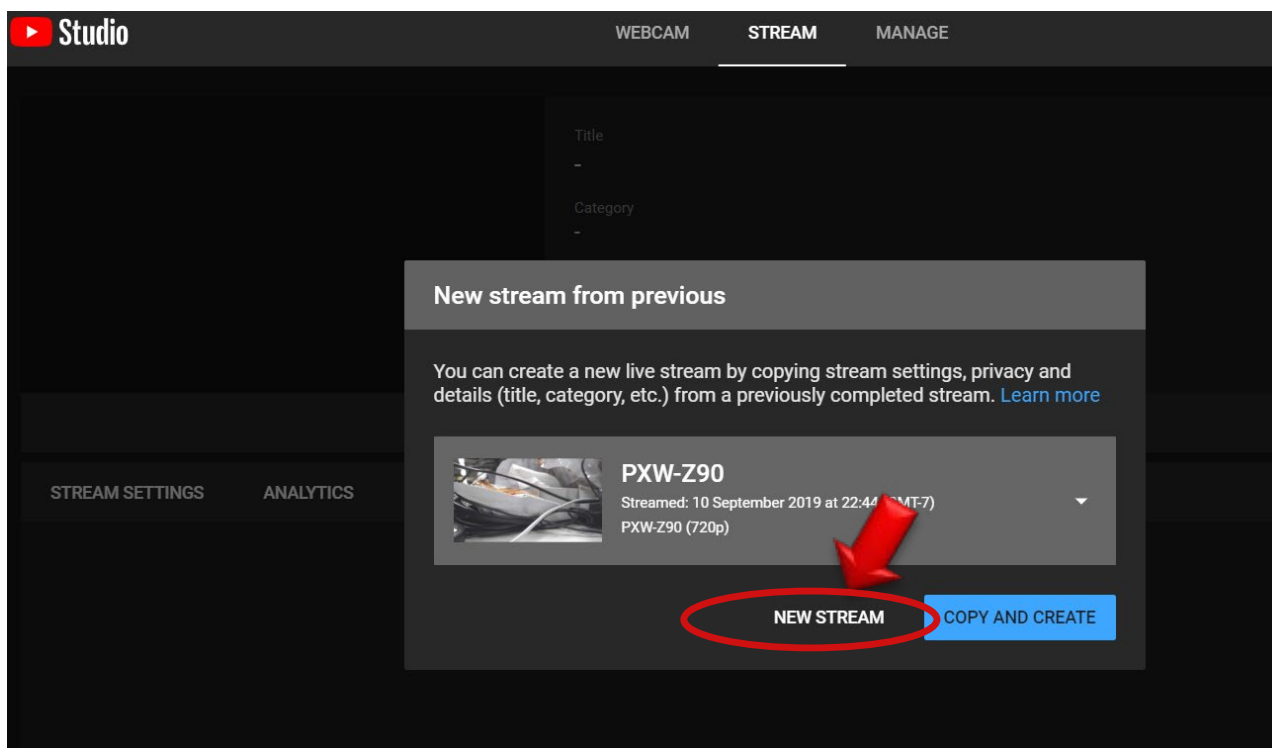 Studio
WEBCAM STREAM MANAGE
Title
-
Category
-
New stream from previous
You can create a new live stream by copying stream settings, privacy and
details (title, category, etc.) from a previously completed stream. Learn more
STREAM SETTINGS ANALYTICS
PXW-Z90
Streamed: 10 September 2019 at 22:44 MT-7)
PXW-Z90 (720p)
NEW STREAM COPY AND CREATE